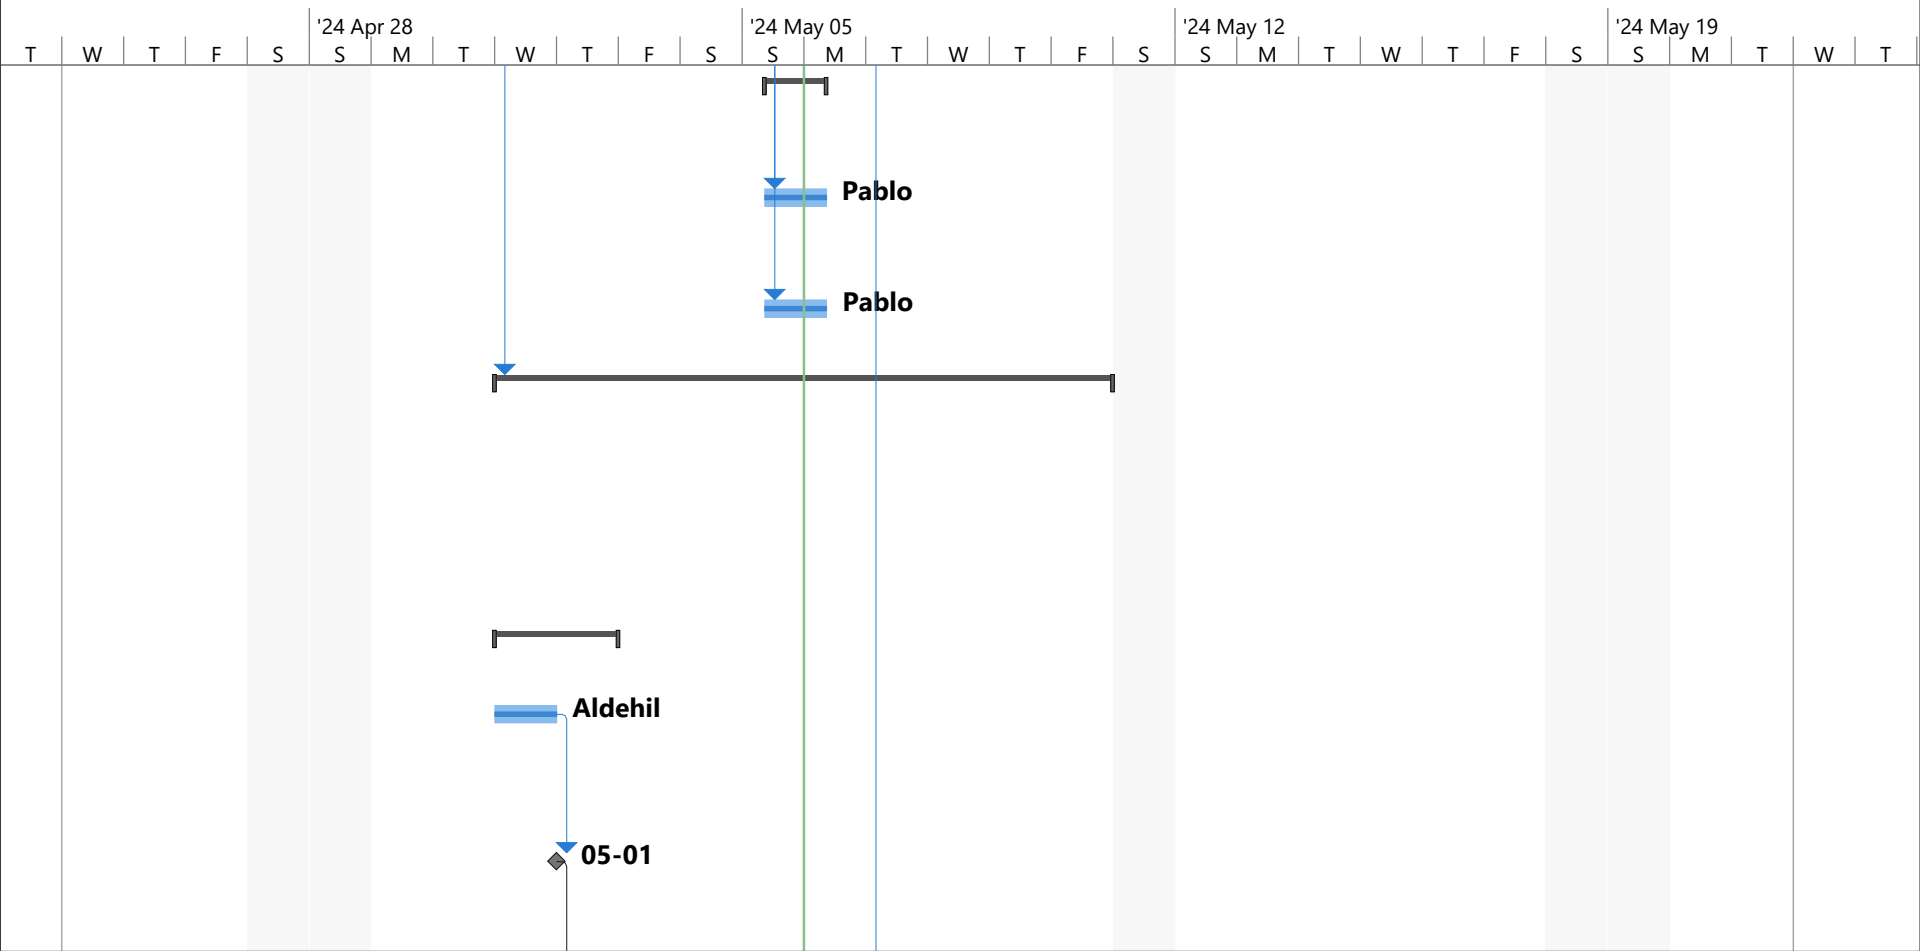 '24 Apr 28 '24 May 05 '24 May 12 '24 May 19
T W T F S S M T W T F S S M T W T F S S M T W T F S S M T W T
Pablo
Pablo
Aldehil
05-01